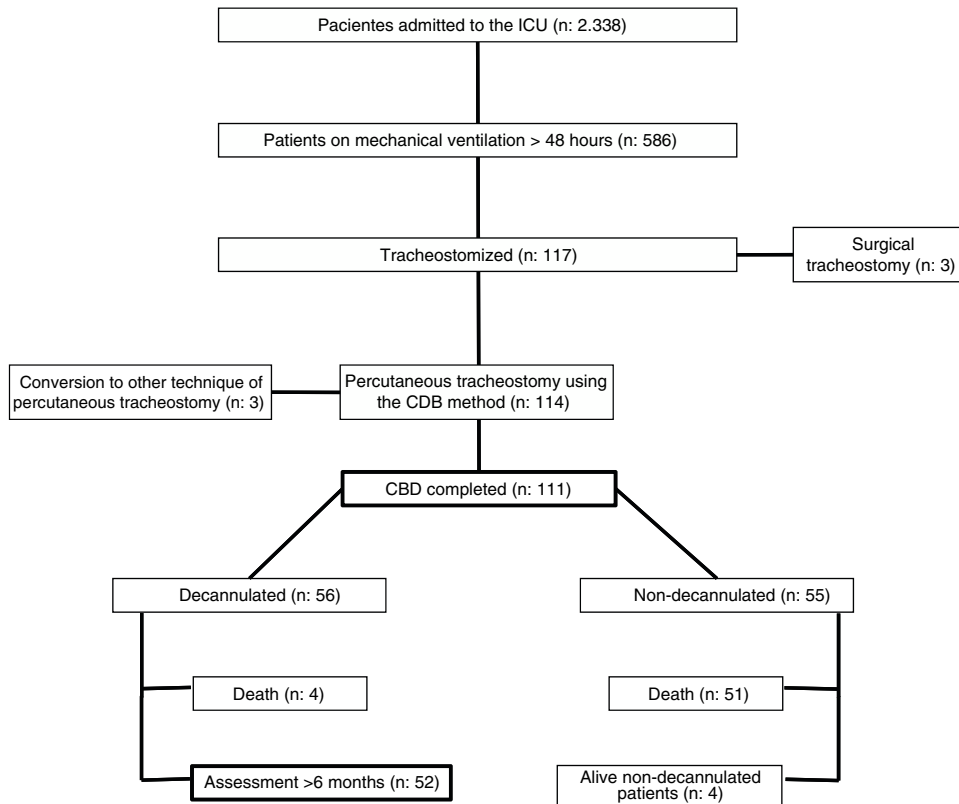 Pacientes admitted to the ICU (n: 2.338)
Patients on mechanical ventilation > 48 hours (n: 586)
Tracheostomized (n: 117)
Surgical
tracheostomy (n: 3)
Conversion to other technique of
percutaneous tracheostomy (n: 3)
Percutaneous tracheostomy using
the CDB method (n: 114)
CBD completed (n: 111)
Decannulated (n: 56)
Non-decannulated (n: 55)
Death (n: 4)
Death (n: 51)
Assessment >6 months (n: 52)
Alive non-decannulated
patients (n: 4)